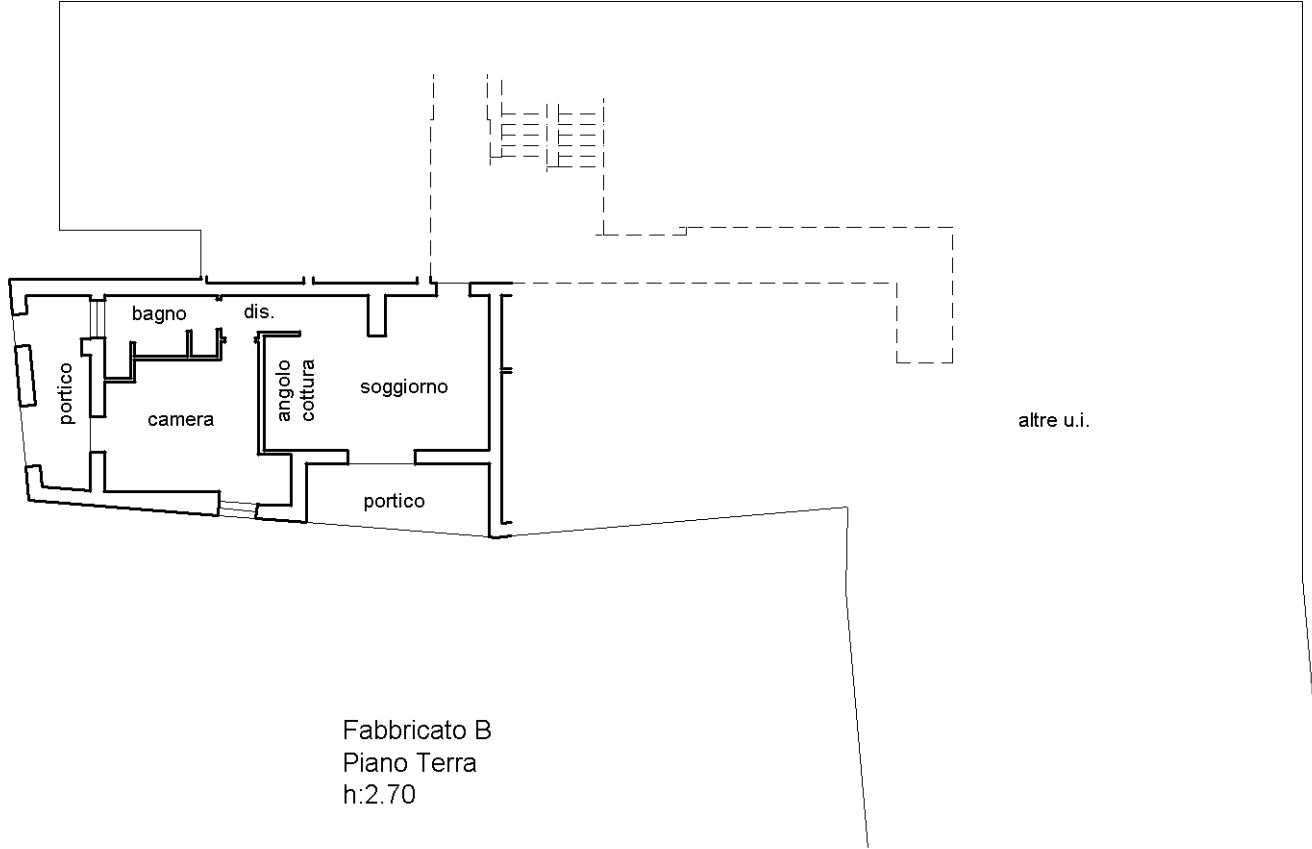 bagno
dis.
portico
camera
angolo
cottura
soggiorno
altre u.i.
portico
Fabbricato B
Piano Terra
h:2.70